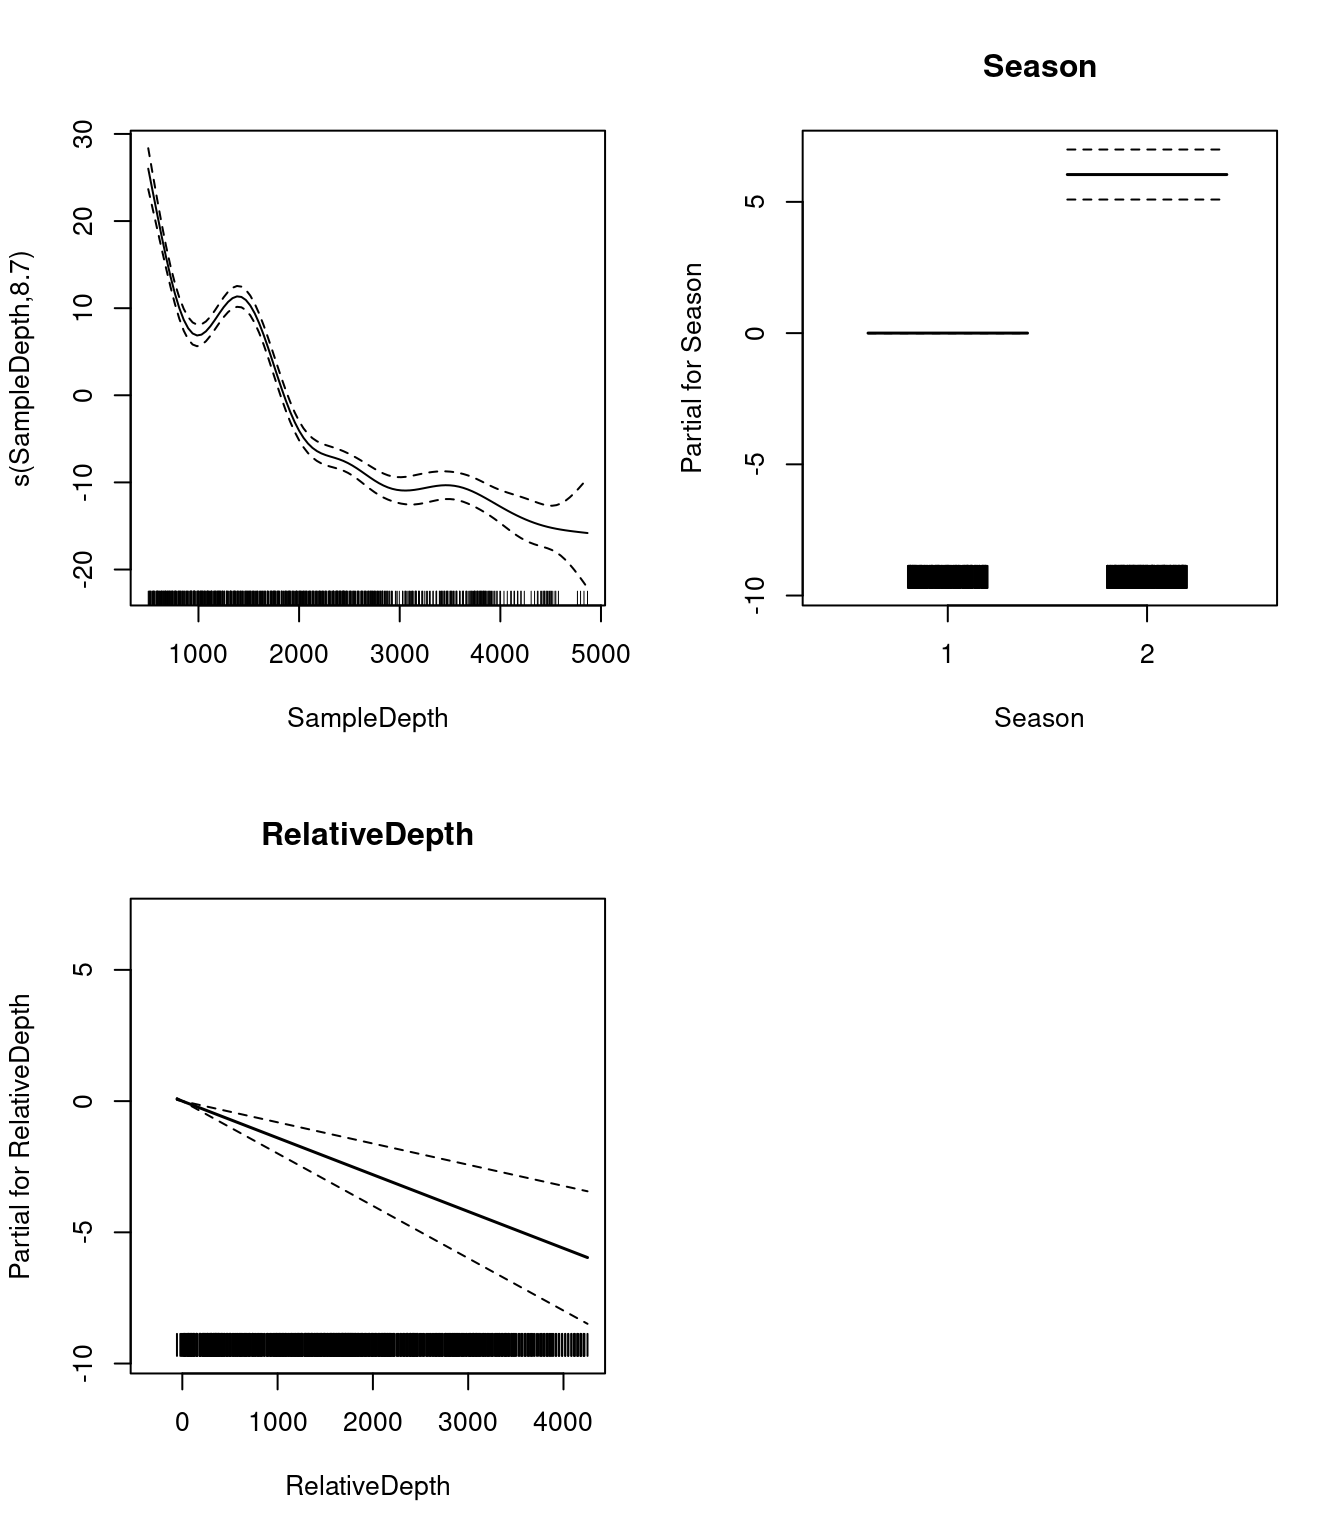 s(SampleDepth,8.7)
30
20
10
0
-10
-20
1000 2000 3000 4000 5000
SampleDepth
Season
Partial for Season
5
0
-5
-10
1 2
Season
RelativeDepth
Partial for RelativeDepth
5
0
-5
-10
0 1000 2000 3000 4000
RelativeDepth